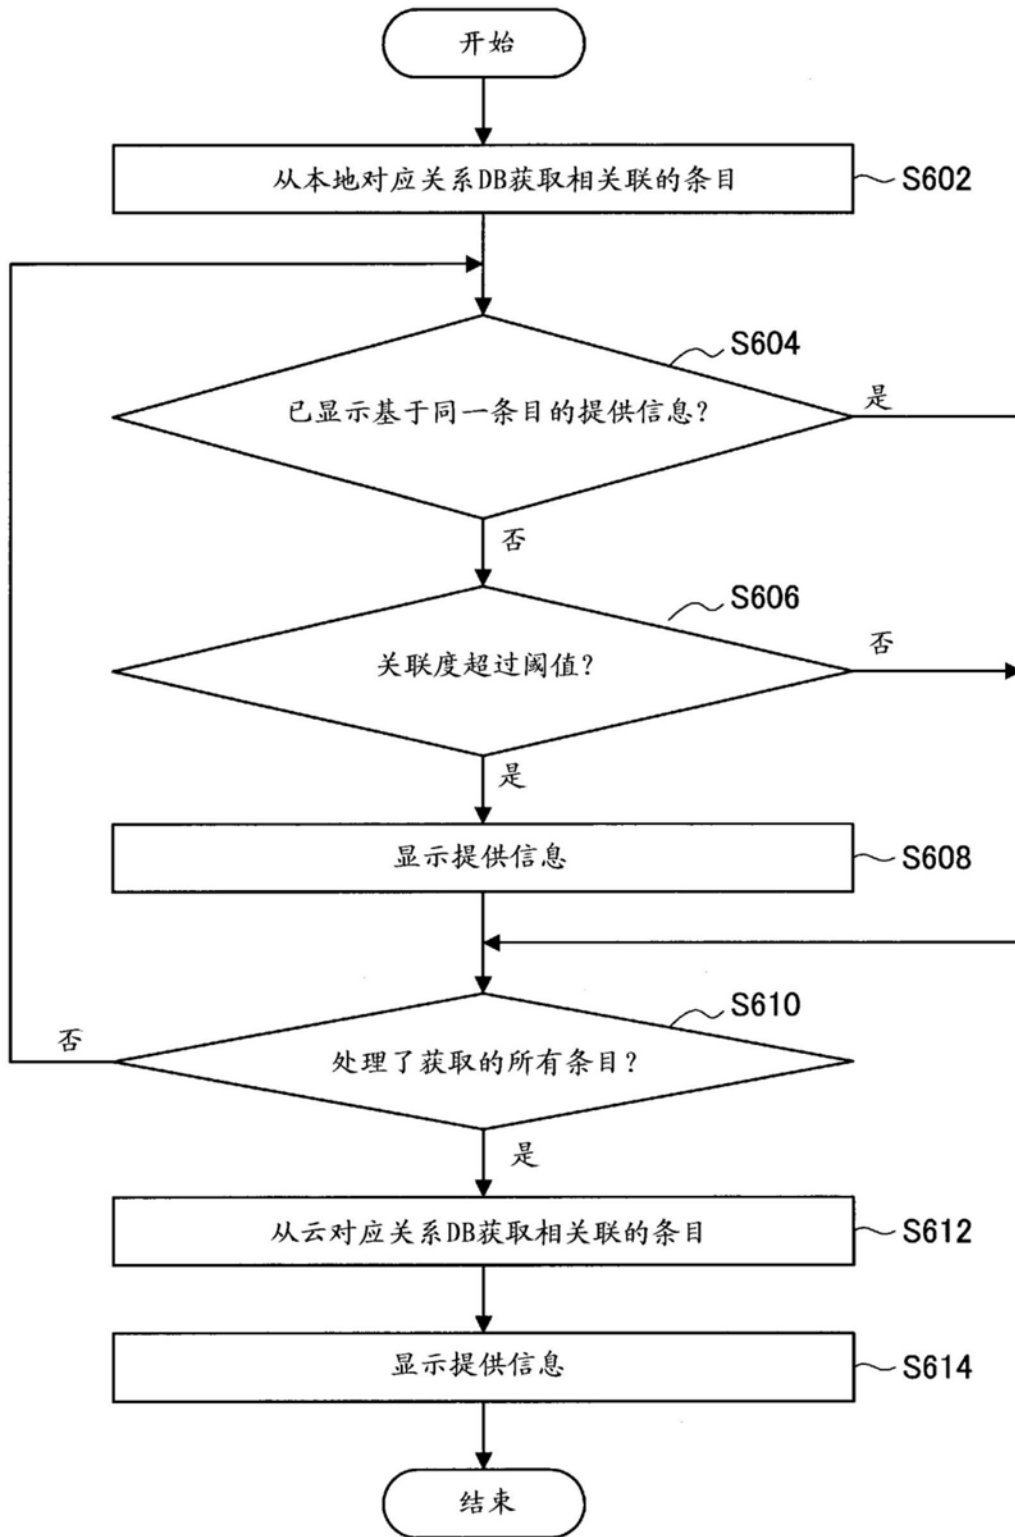 开始
从本地对应关系DB获取相关联的条目
S602
S604
已显示基于同一条目的提供信息?
是
否
S606
关联度超过阈值?
否
是
显示提供信息
S608
S610
否
处理了获取的所有条目?
是
从云对应关系DB获取相关联的条目
S612
显示提供信息
S614
结束